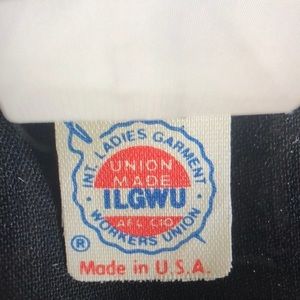 INT. LADIES GARMENT
UNION
MADE
ILGWU
AFL CIO
WORKERS UNION
®
Made in U.S.A.